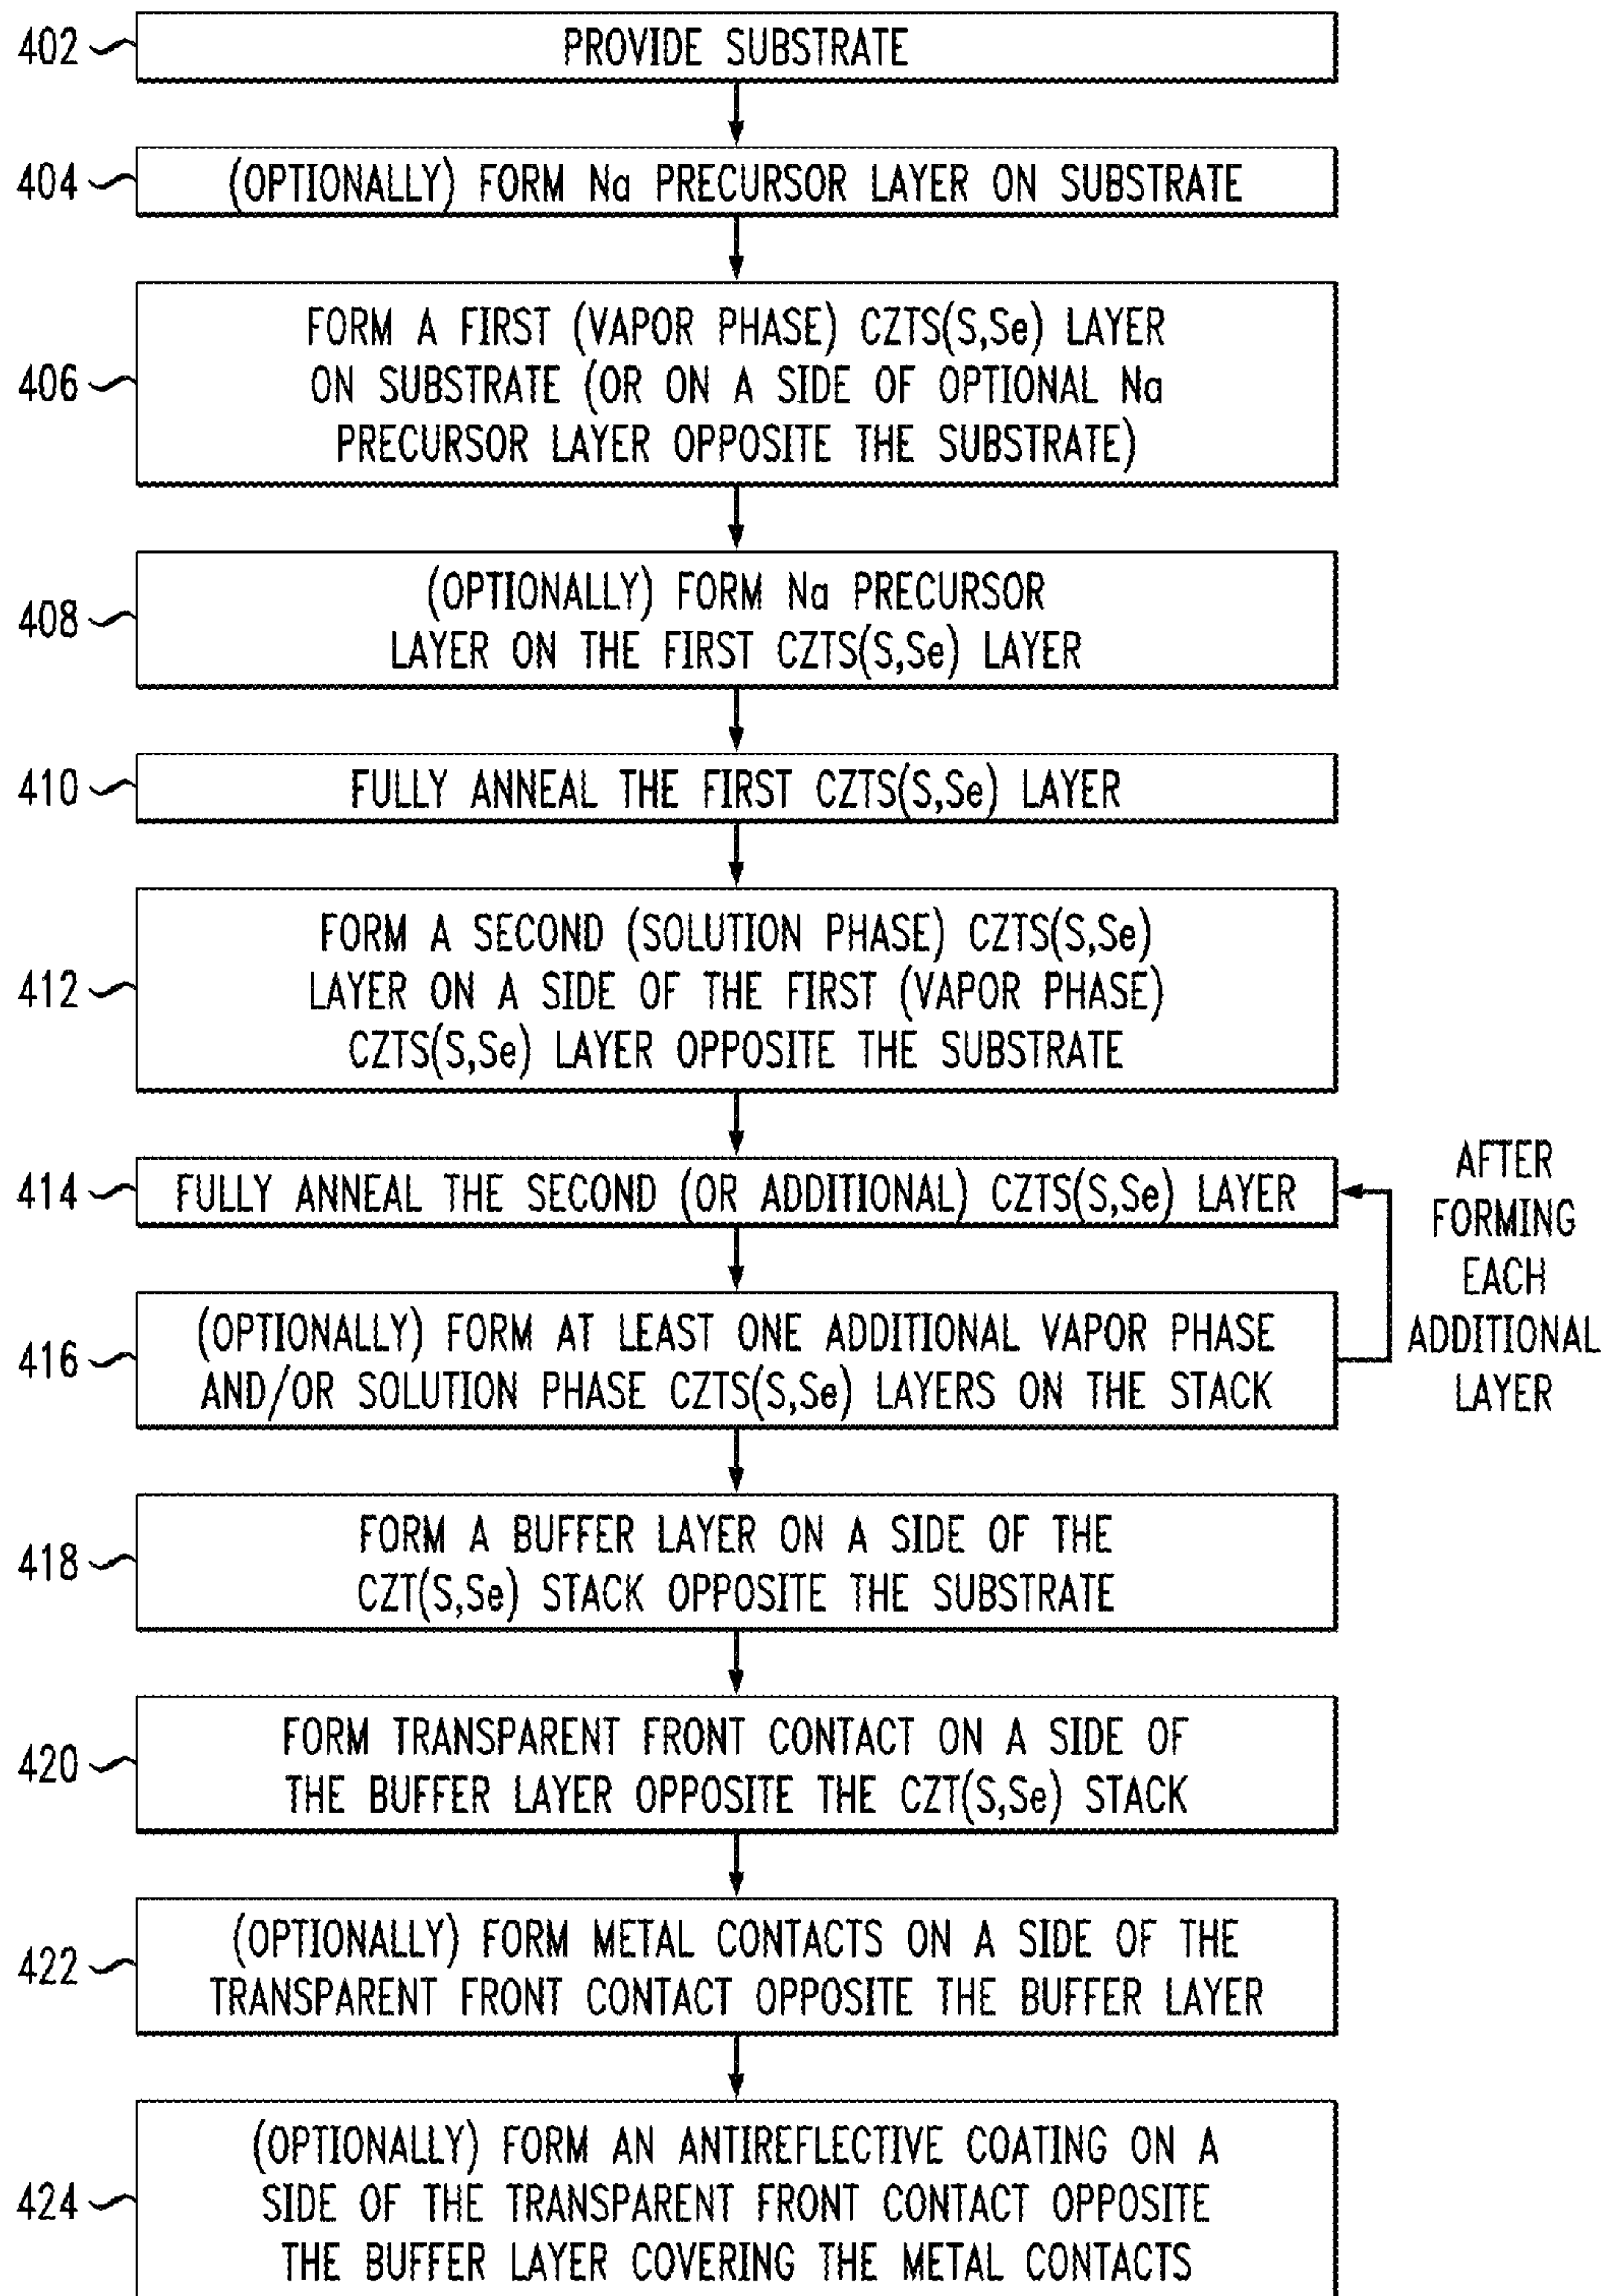 402
PROVIDE SUBSTRATE
404
(OPTIONALLY) FORM Na PRECURSOR LAYER ON SUBSTRATE
406
FORM A FIRST (VAPOR PHASE) CZTS(S,Se) LAYER
ON SUBSTRATE (OR ON A SIDE OF OPTIONAL Na
PRECURSOR LAYER OPPOSITE THE SUBSTRATE)
408
(OPTIONALLY) FORM Na PRECURSOR
LAYER ON THE FIRST CZTS(S,Se) LAYER
410
FULLY ANNEAL THE FIRST CZTS(S,Se) LAYER
412
FORM A SECOND (SOLUTION PHASE) CZTS(S,Se)
LAYER ON A SIDE OF THE FIRST (VAPOR PHASE)
CZTS(S,Se) LAYER OPPOSITE THE SUBSTRATE
414
FULLY ANNEAL THE SECOND (OR ADDITIONAL) CZTS(S,Se) LAYER
AFTER
FORMING
EACH
ADDITIONAL
LAYER
416
(OPTIONALLY) FORM AT LEAST ONE ADDITIONAL VAPOR PHASE
AND/OR SOLUTION PHASE CZTS(S,Se) LAYERS ON THE STACK
418
FORM A BUFFER LAYER ON A SIDE OF THE
CZT(S,Se) STACK OPPOSITE THE SUBSTRATE
420
FORM TRANSPARENT FRONT CONTACT ON A SIDE OF
THE BUFFER LAYER OPPOSITE THE CZT(S,Se) STACK
422
(OPTIONALLY) FORM METAL CONTACTS ON A SIDE OF THE
TRANSPARENT FRONT CONTACT OPPOSITE THE BUFFER LAYER
424
(OPTIONALLY) FORM AN ANTIREFLECTIVE COATING ON A
SIDE OF THE TRANSPARENT FRONT CONTACT OPPOSITE
THE BUFFER LAYER COVERING THE METAL CONTACTS